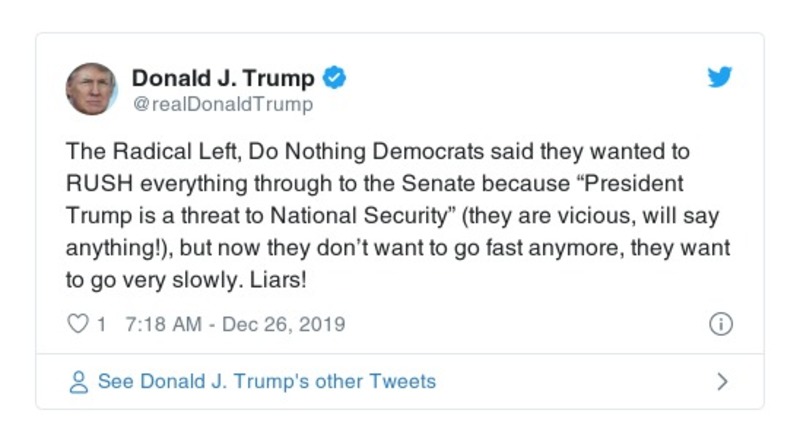 Donald J. Trump
@realDonaldTrump
The Radical Left, Do Nothing Democrats said they wanted to
RUSH everything through to the Senate because “President
Trump is a threat to National Security” (they are vicious, will say
anything!), but now they don’t want to go fast anymore, they want
to go very slowly. Liars!
1 7:18 AM - Dec 26, 2019
See Donald J. Trump's other Tweets